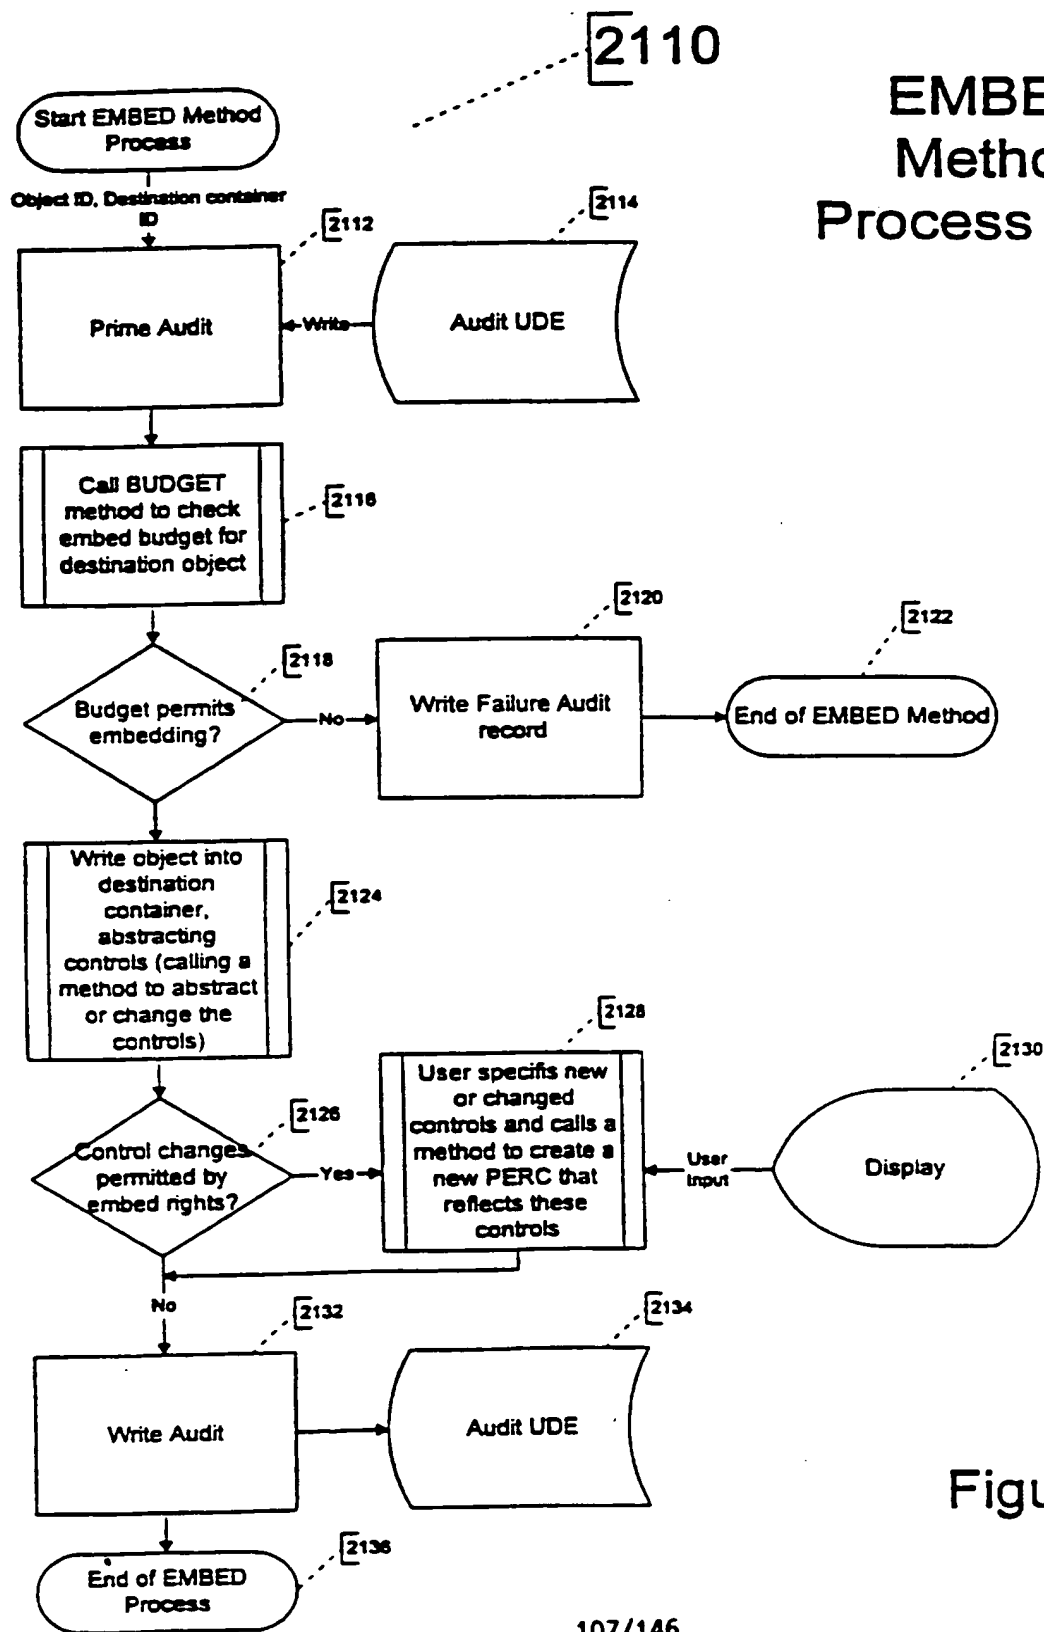 2110
EMBE
Metho
Process
Start EMBED Method
Process
Object ID, Destination container
ID
2112
2114
Prime Audit
Write
Audit UDE
Call BUDGET
method to check
embed budget for
destination object
2116
2118
2120
2122
Budget permits
embedding?
No
Write Failure Audit
record
End of EMBED Method
Write object into
destination
container,
abstracting
controls (calling a
method to abstract
or change the
controls)
2124
2126
2128
2130
Control changes
permitted by
embed rights?
Yes
User specifis new
or changed
controls and calls a
method to create a
new PERC that
reflects these
controls
User
Input
Display
No
2132
2134
Write Audit
Audit UDE
Figu
End of EMBED
Process
2136
107/146